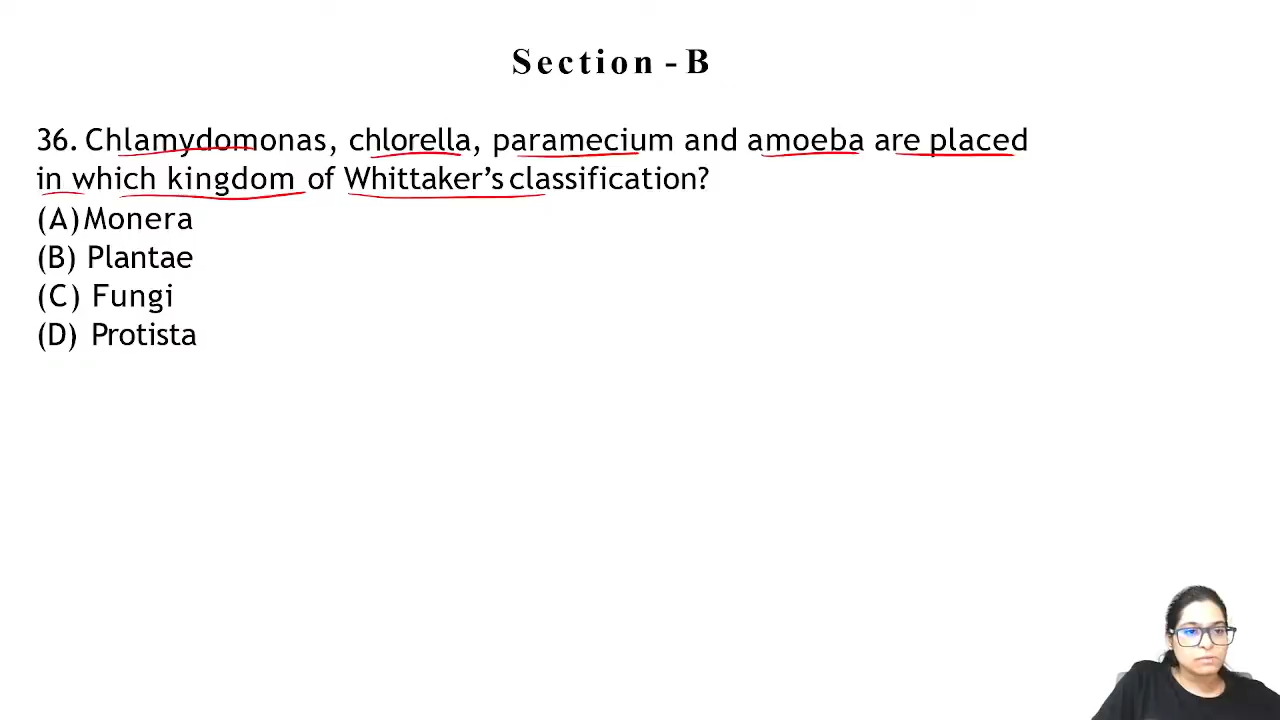 Section - B
36. Chlamydomonas, chlorella, paramecium and amoeba are placed
in which kingdom of Whittaker's classification?
(A) Monera
(B) Plantae
(C) Fungi
(D) Protista